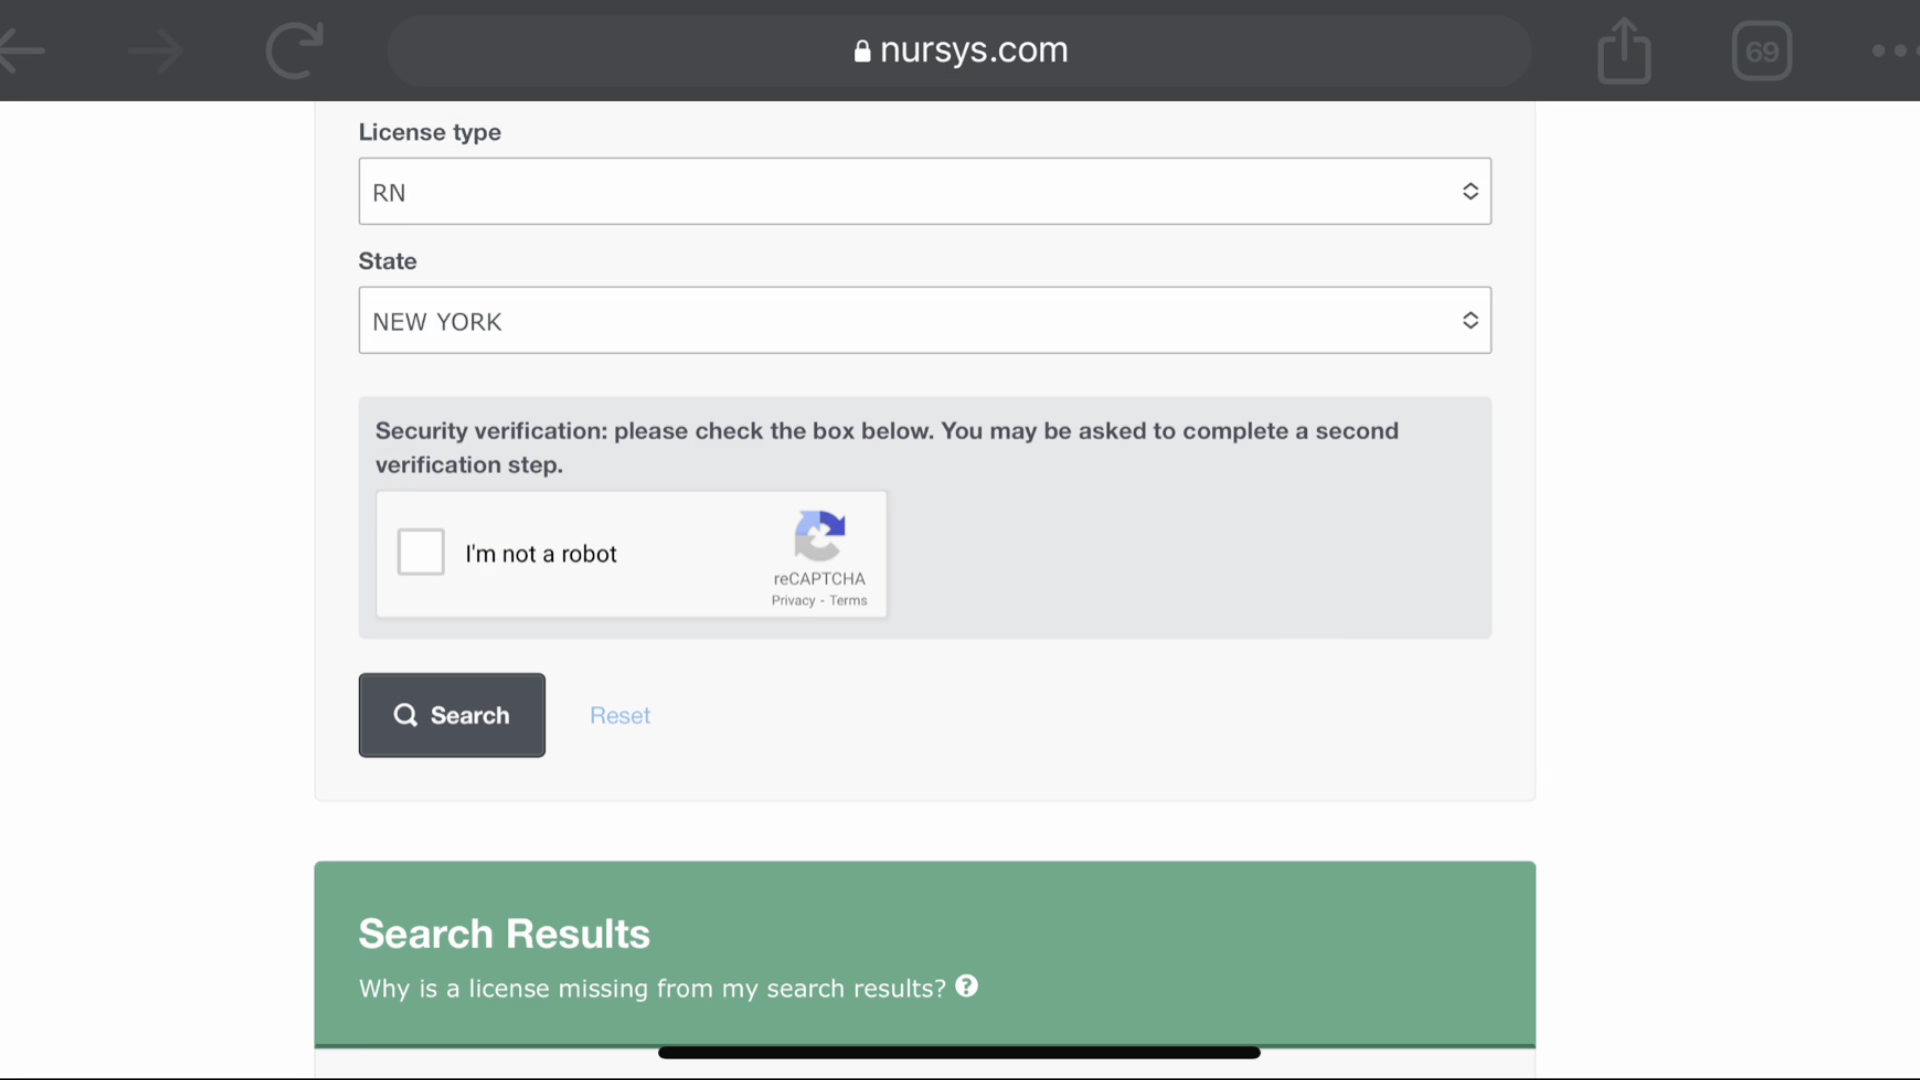 nursys.com
69
License type
RN
State
NEW YORK
Security verification: please check the box below. You may be asked to complete a second
verification step.
I'm not a robot
reCAPTCHA
Privacy - Terms
Search
Reset
Search Results
Why is a license missing from my search results? ?